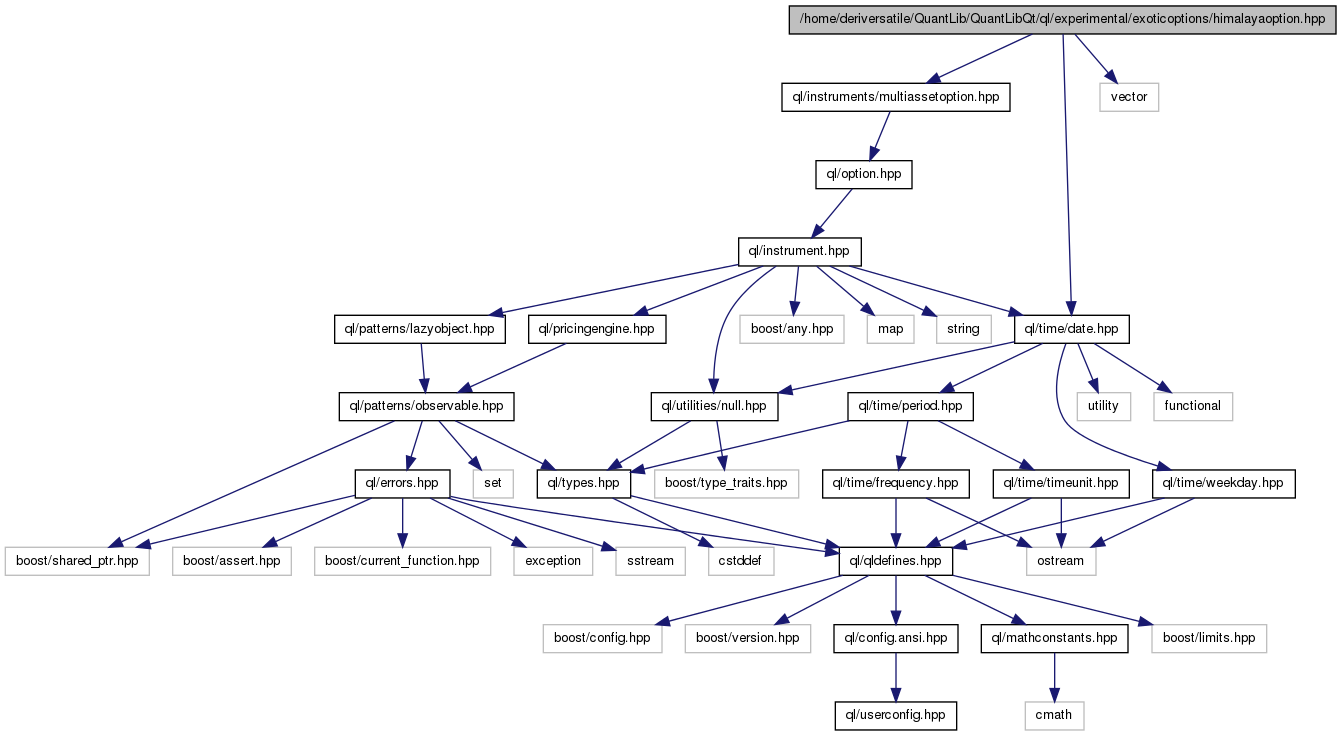 /home/deriversatile/QuantLib/QuantLibQt/ql/experimental/exoticoptions/himalayaoption.hpp
ql/instruments/multiassetoption.hpp
vector
ql/option.hpp
ql/instrument.hpp
ql/patterns/lazyobject.hpp
ql/pricingengine.hpp
boost/any.hpp
map
string
ql/time/date.hpp
ql/patterns/observable.hpp
ql/utilities/null.hpp
ql/time/period.hpp
utility
functional
ql/errors.hpp
set
ql/types.hpp
boost/type_traits.hpp
ql/time/frequency.hpp
ql/time/timeunit.hpp
ql/time/weekday.hpp
boost/shared_ptr.hpp
boost/assert.hpp
boost/current_function.hpp
exception
sstream
cstddef
ql/qldefines.hpp
ostream
boost/config.hpp
boost/version.hpp
ql/config.ansi.hpp
ql/mathconstants.hpp
boost/limits.hpp
ql/userconfig.hpp
cmath